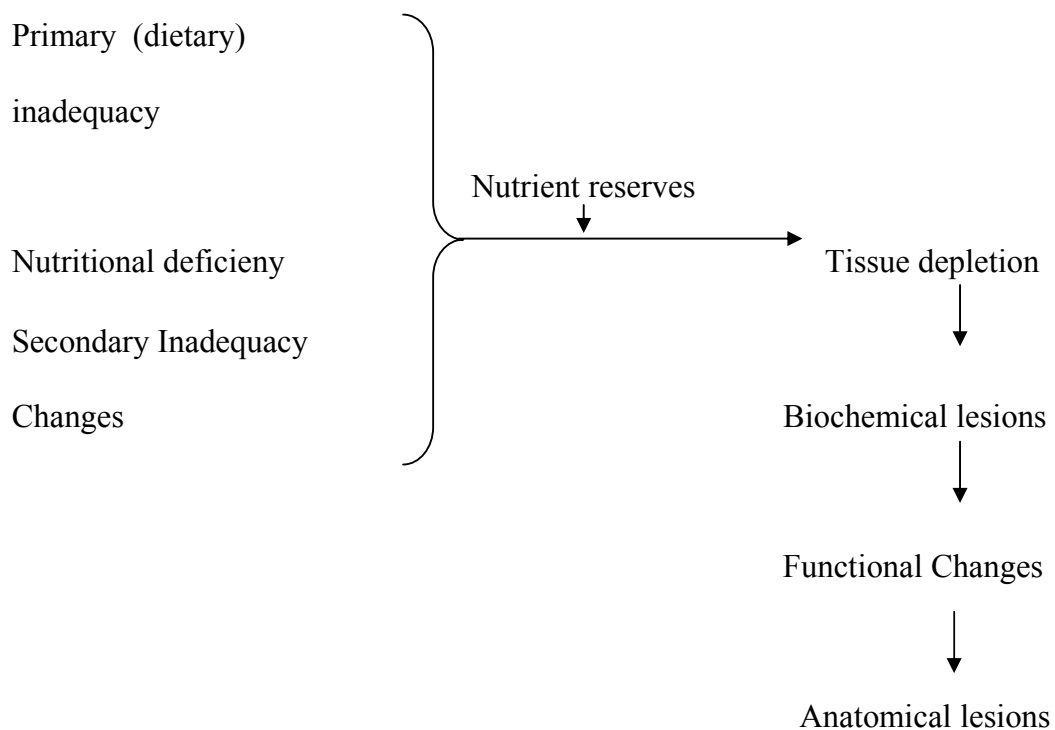 Primary (dietary)
inadequacy
Nutrient reserves
Nutritional deficieny
Tissue depletion
Secondary Inadequacy
Changes
Biochemical lesions
Functional Changes
Anatomical lesions